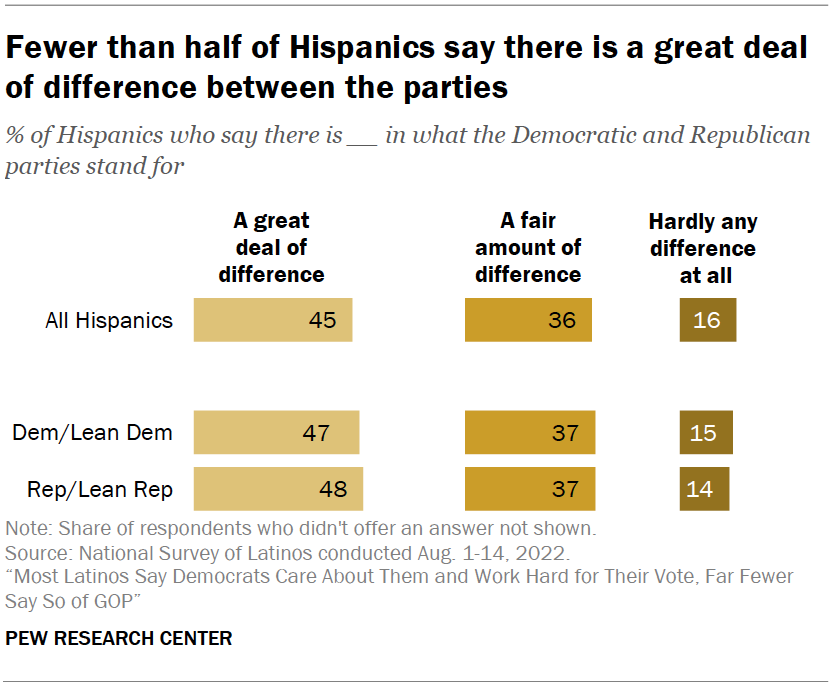 Fewer than half of Hispanics say there is a great deal
of difference between the parties
% of Hispanics who say there is __ in what the Democratic and Republican
parties stand for
A great
deal of
difference
A fair
amount of
difference
Hardly any
difference
at all
All Hispanics 45 36 16
Dem/Lean Dem 47 37 15
Rep/Lean Rep 48 37 14
Note: Share of respondents who didn't offer an answer not shown.
Source: National Survey of Latinos conducted Aug. 1-14, 2022.
“Most Latinos Say Democrats Care About Them and Work Hard for Their Vote, Far Fewer
Say So of GOP”
PEW RESEARCH CENTER